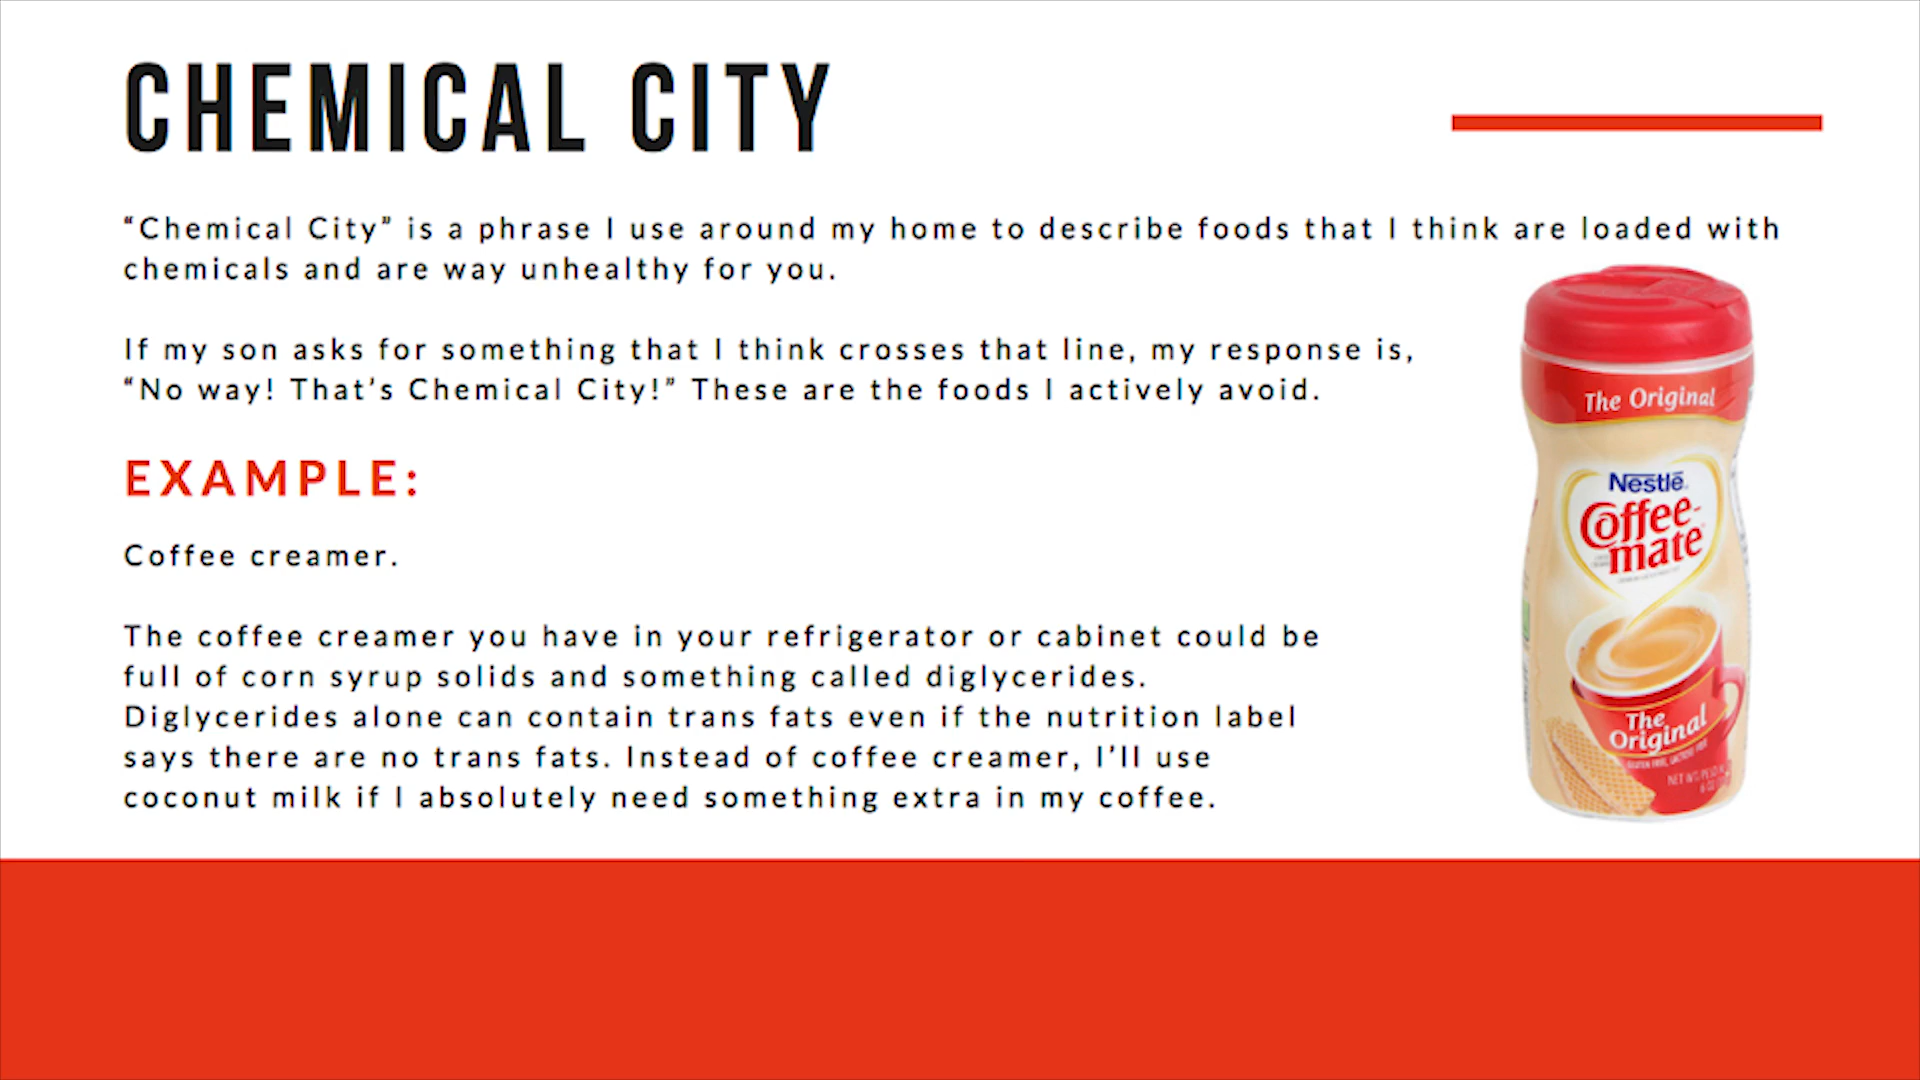 CHEMICAL CITY
“Chemical City” is a phrase I use around my home to describe foods that I think are loaded with
chemicals and are way unhealthy for you.
If my son asks for something that I think crosses that line, my response is,
“No way! That’s Chemical City!” These are the foods I actively avoid.
The Original
Nestlé
Coffee-
mate
EXAMPLE:
Coffee creamer.
The coffee creamer you have in your refrigerator or cabinet could be
full of corn syrup solids and something called diglycerides.
Diglycerides alone can contain trans fats even if the nutrition label
says there are no trans fats. Instead of coffee creamer, I’ll use
coconut milk if I absolutely need something extra in my coffee.
The
Original